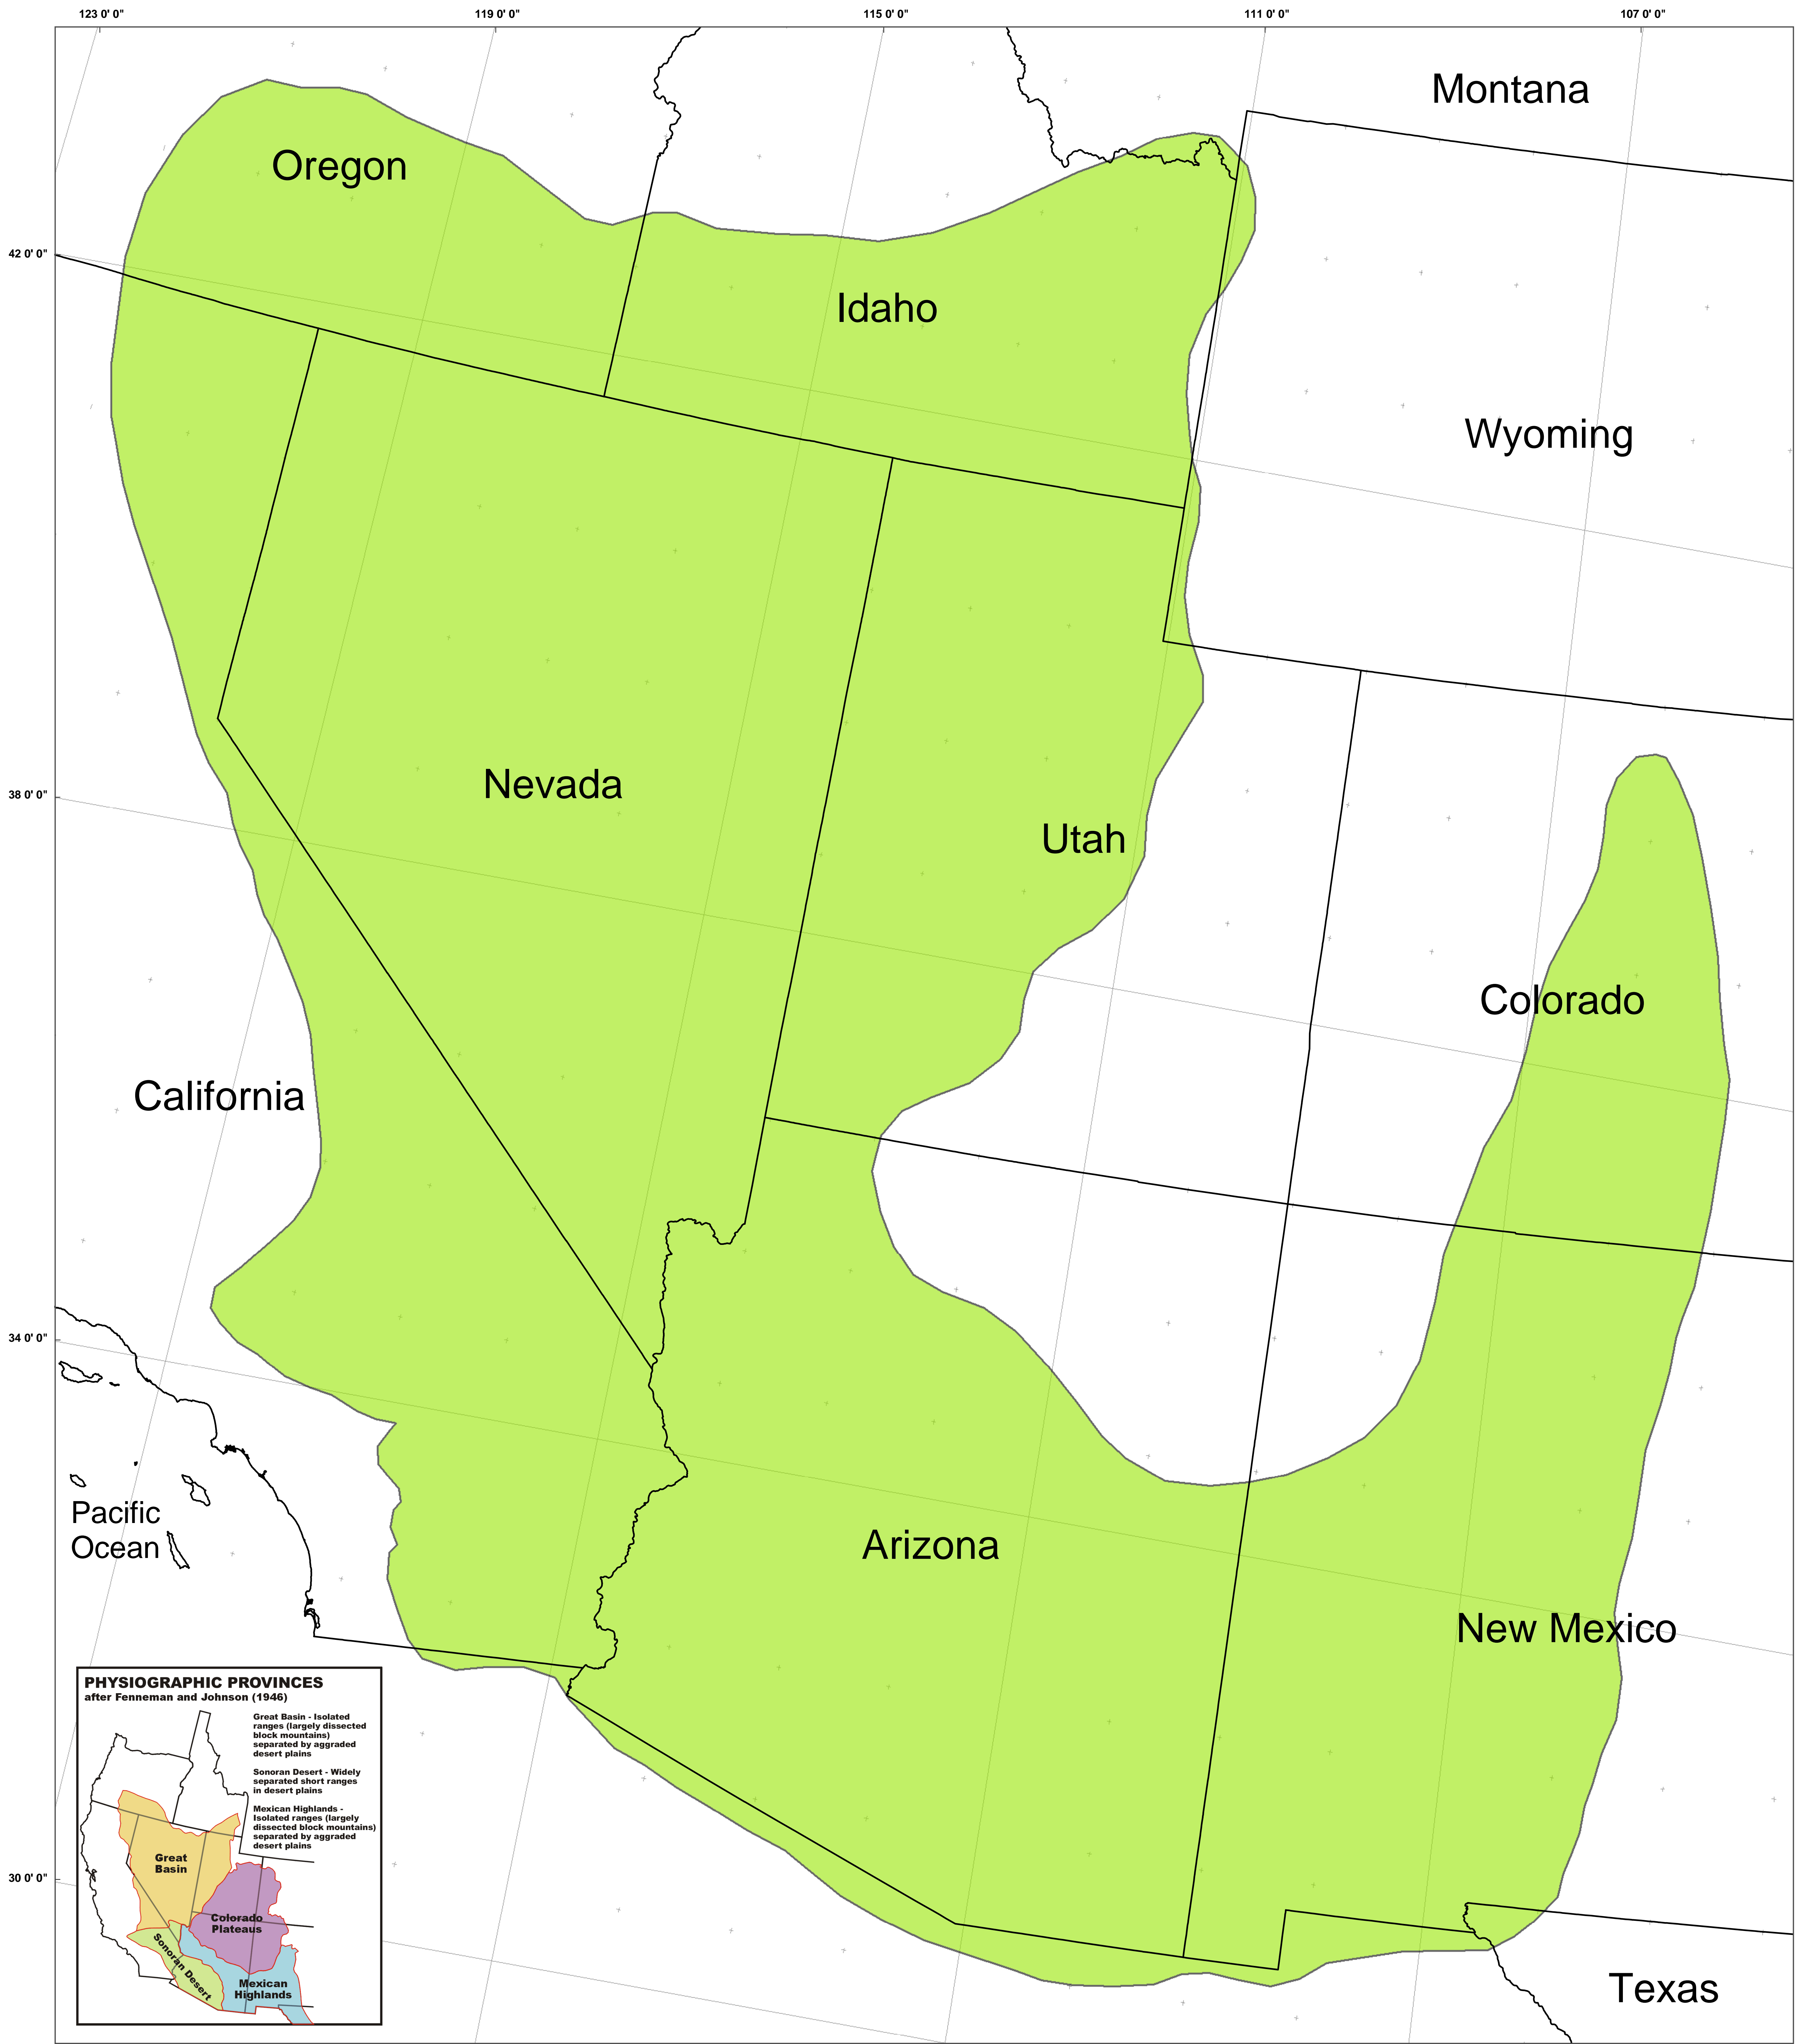 123 0' 0"
119 0' 0"
115 0' 0"
111 0' 0"
107 0' 0"
Montana
Oregon
42 0' 0"
Idaho
Wyoming
Nevada
38 0' 0"
Utah
Colorado
California
34 0' 0"
Pacific
Ocean
Arizona
New Mexico
PHYSIOGRAPHIC PROVINCES
after Fenneman and Johnson (1946)
Great Basin - Isolated
ranges (largely dissected
block mountains)
separated by aggraded
desert plains
Sonoran Desert - Widely
separated short ranges
in desert plains
Mexican Highlands -
Isolated ranges (largely
dissected block mountains)
separated by aggraded
desert plains
Great
Basin
Colorado
Plateaus
Sonoran Desert
Mexican
Highlands
30 0' 0"
Texas